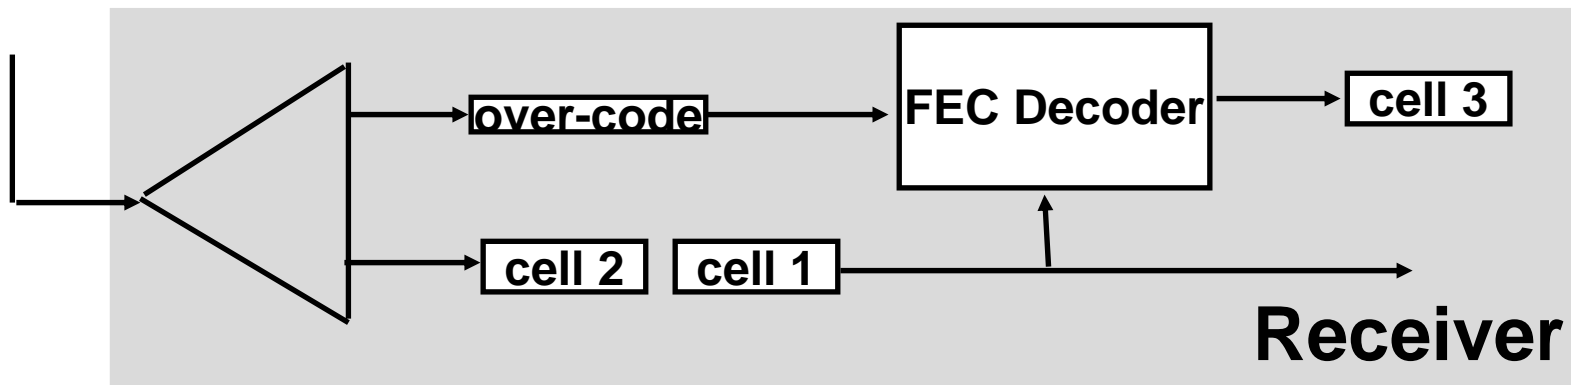 over-code
FEC Decoder
cell 3
cell 2
cell 1
Receiver